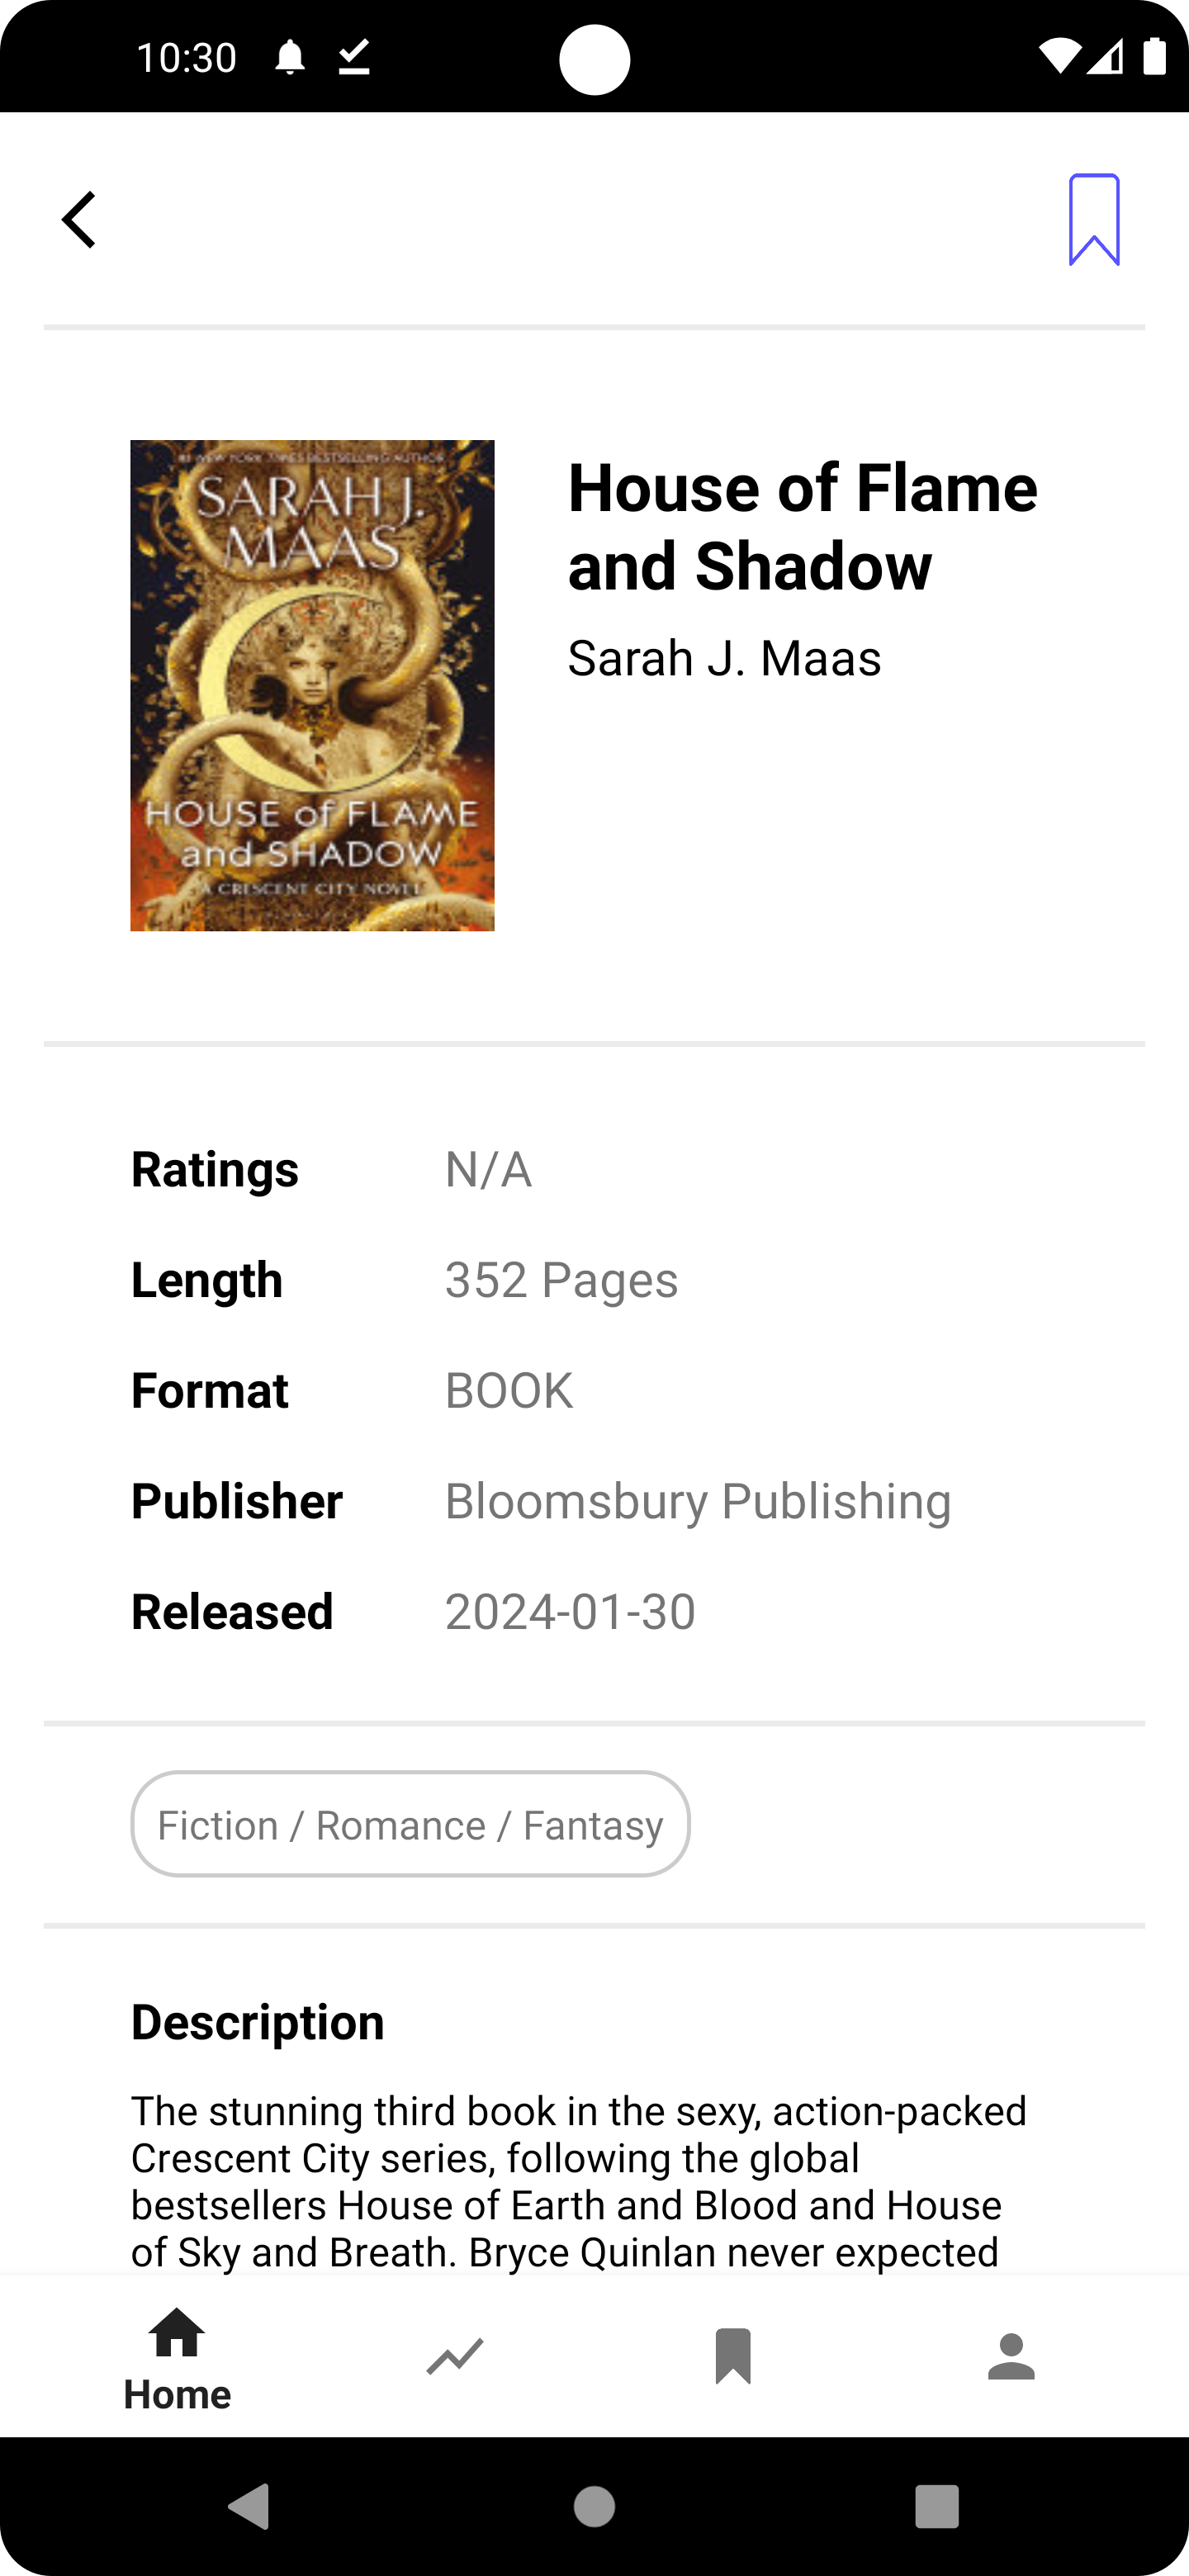 10:30
#1 NEW YORK TIMES BESTSELLING AUTHOR
SARAH J.
MAAS
HOUSE of FLAME
and SHADOW
A CRESCENT CITY NOVEL
House of Flame
and Shadow
Sarah J. Maas
Ratings N/A
Length 352 Pages
Format BOOK
Publisher Bloomsbury Publishing
Released 2024-01-30
Fiction / Romance / Fantasy
Description
The stunning third book in the sexy, action-packed
Crescent City series, following the global
bestsellers House of Earth and Blood and House
of Sky and Breath. Bryce Quinlan never expected
Home